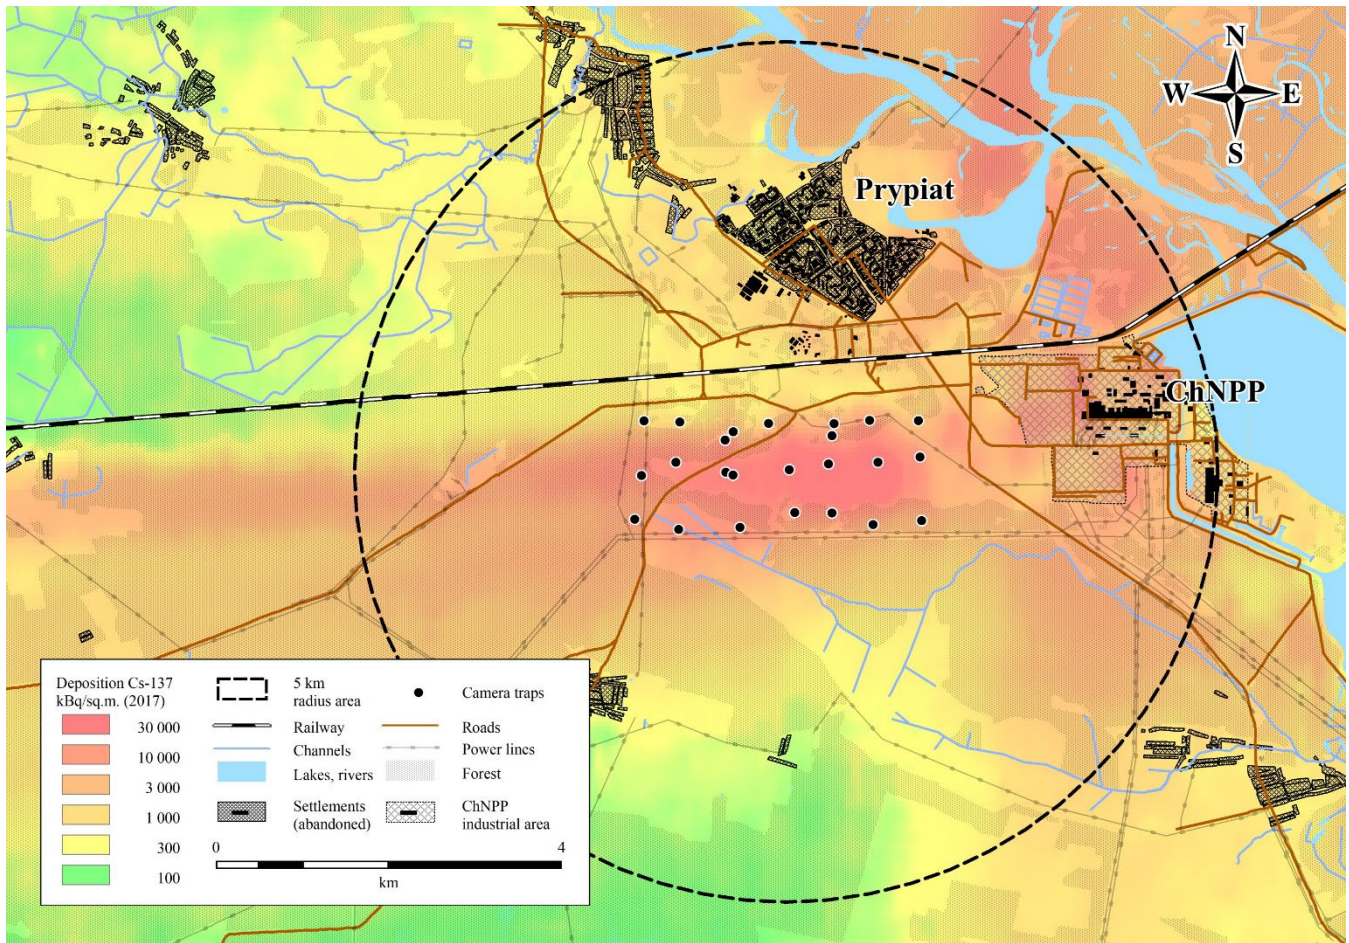 N
W
E
S
Prypiat
ChNPP
Deposition Cs-137
kBq/sq.m. (2017)
30 000
10 000
3 000
1 000
300
100
5 km
radius area
Railway
Channels
Lakes, rivers
Settlements
(abandoned)
Camera traps
Roads
Power lines
Forest
ChNPP
industrial area
0
4
km